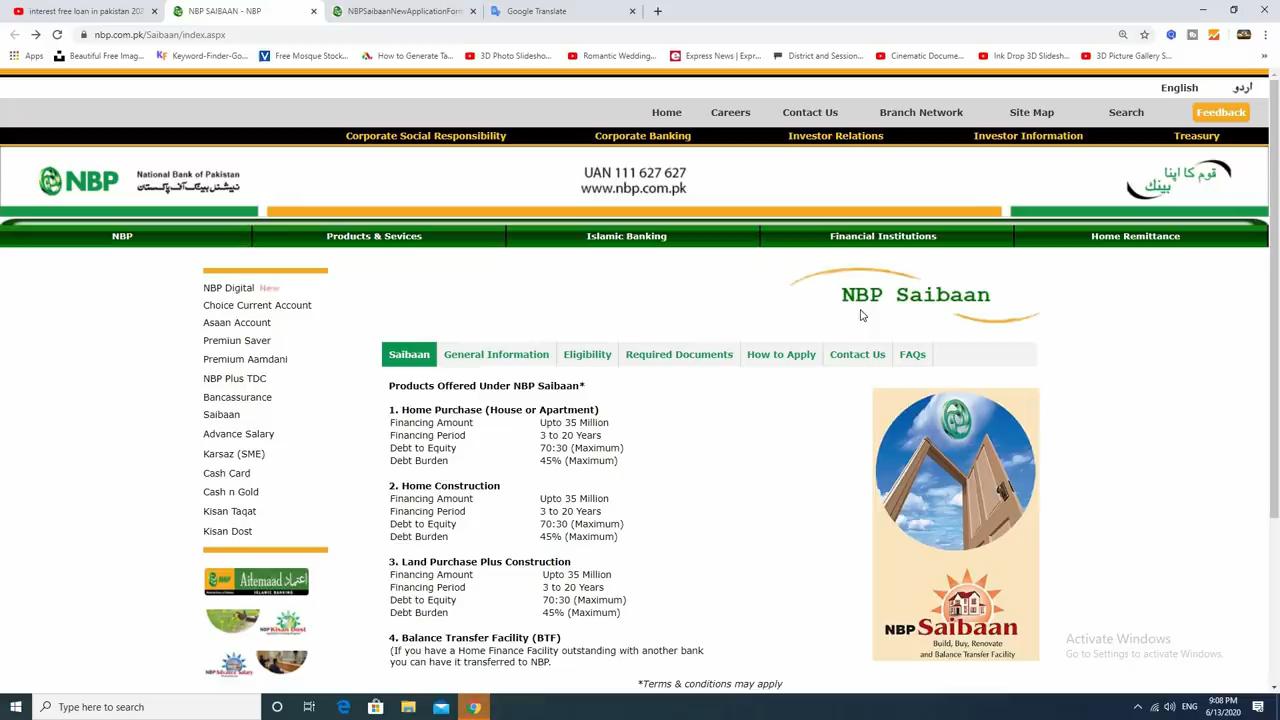 interest free loan in pakistan 202
NBP SAIBAAN - NBP
NBPSaibaanNewApplicationForm
Google Translate
nbp.com.pk/Saibaan/index.aspx
Apps
Beautiful Free Imag...
Keyword-Finder-Go...
Free Mosque Stock...
How to Generate Ta...
3D Photo Slidesho...
Romantic Wedding...
Express News | Expr...
District and Session...
Cinematic Docume...
Ink Drop 3D Slidesh...
3D Picture Gallery S...
English
اردو
Home
Careers
Contact Us
Branch Network
Site Map
Search
Feedback
Corporate Social Responsibility
Corporate Banking
Investor Relations
Investor Information
Treasury
NBP
National Bank of Pakistan
نیشنل بینک آف پاکستان
UAN 111 627 627
www.nbp.com.pk
قوم کا اپنا
بینک
NBP
Products & Sevices
Islamic Banking
Financial Institutions
Home Remittance
NBP Digital New
Choice Current Account
Asaan Account
Premiun Saver
Premium Aamdani
NBP Plus TDC
Bancassurance
Saibaan
Advance Salary
Karsaz (SME)
Cash Card
Cash n Gold
Kisan Taqat
Kisan Dost
NBP Aitemaad اعتماد
ISLAMIC BANKING
NBP Kisan Dost
NBP Advance Salary
NBP Saibaan
Saibaan
General Information
Eligibility
Required Documents
How to Apply
Contact Us
FAQs
Products Offered Under NBP Saibaan*
1. Home Purchase (House or Apartment)
Financing Amount Upto 35 Million
Financing Period 3 to 20 Years
Debt to Equity 70:30 (Maximum)
Debt Burden 45% (Maximum)
2. Home Construction
Financing Amount Upto 35 Million
Financing Period 3 to 20 Years
Debt to Equity 70:30 (Maximum)
Debt Burden 45% (Maximum)
3. Land Purchase Plus Construction
Financing Amount Upto 35 Million
Financing Period 3 to 20 Years
Debt to Equity 70:30 (Maximum)
Debt Burden 45% (Maximum)
4. Balance Transfer Facility (BTF)
(If you have a Home Finance Facility outstanding with another bank
you can have it transferred to NBP.
*Terms & conditions may apply
NBP Saibaan
Build, Buy, Renovate
and Balance Transfer Facility
Activate Windows
Go to Settings to activate Windows.
Type here to search
ENG
9:08 PM
6/13/2020